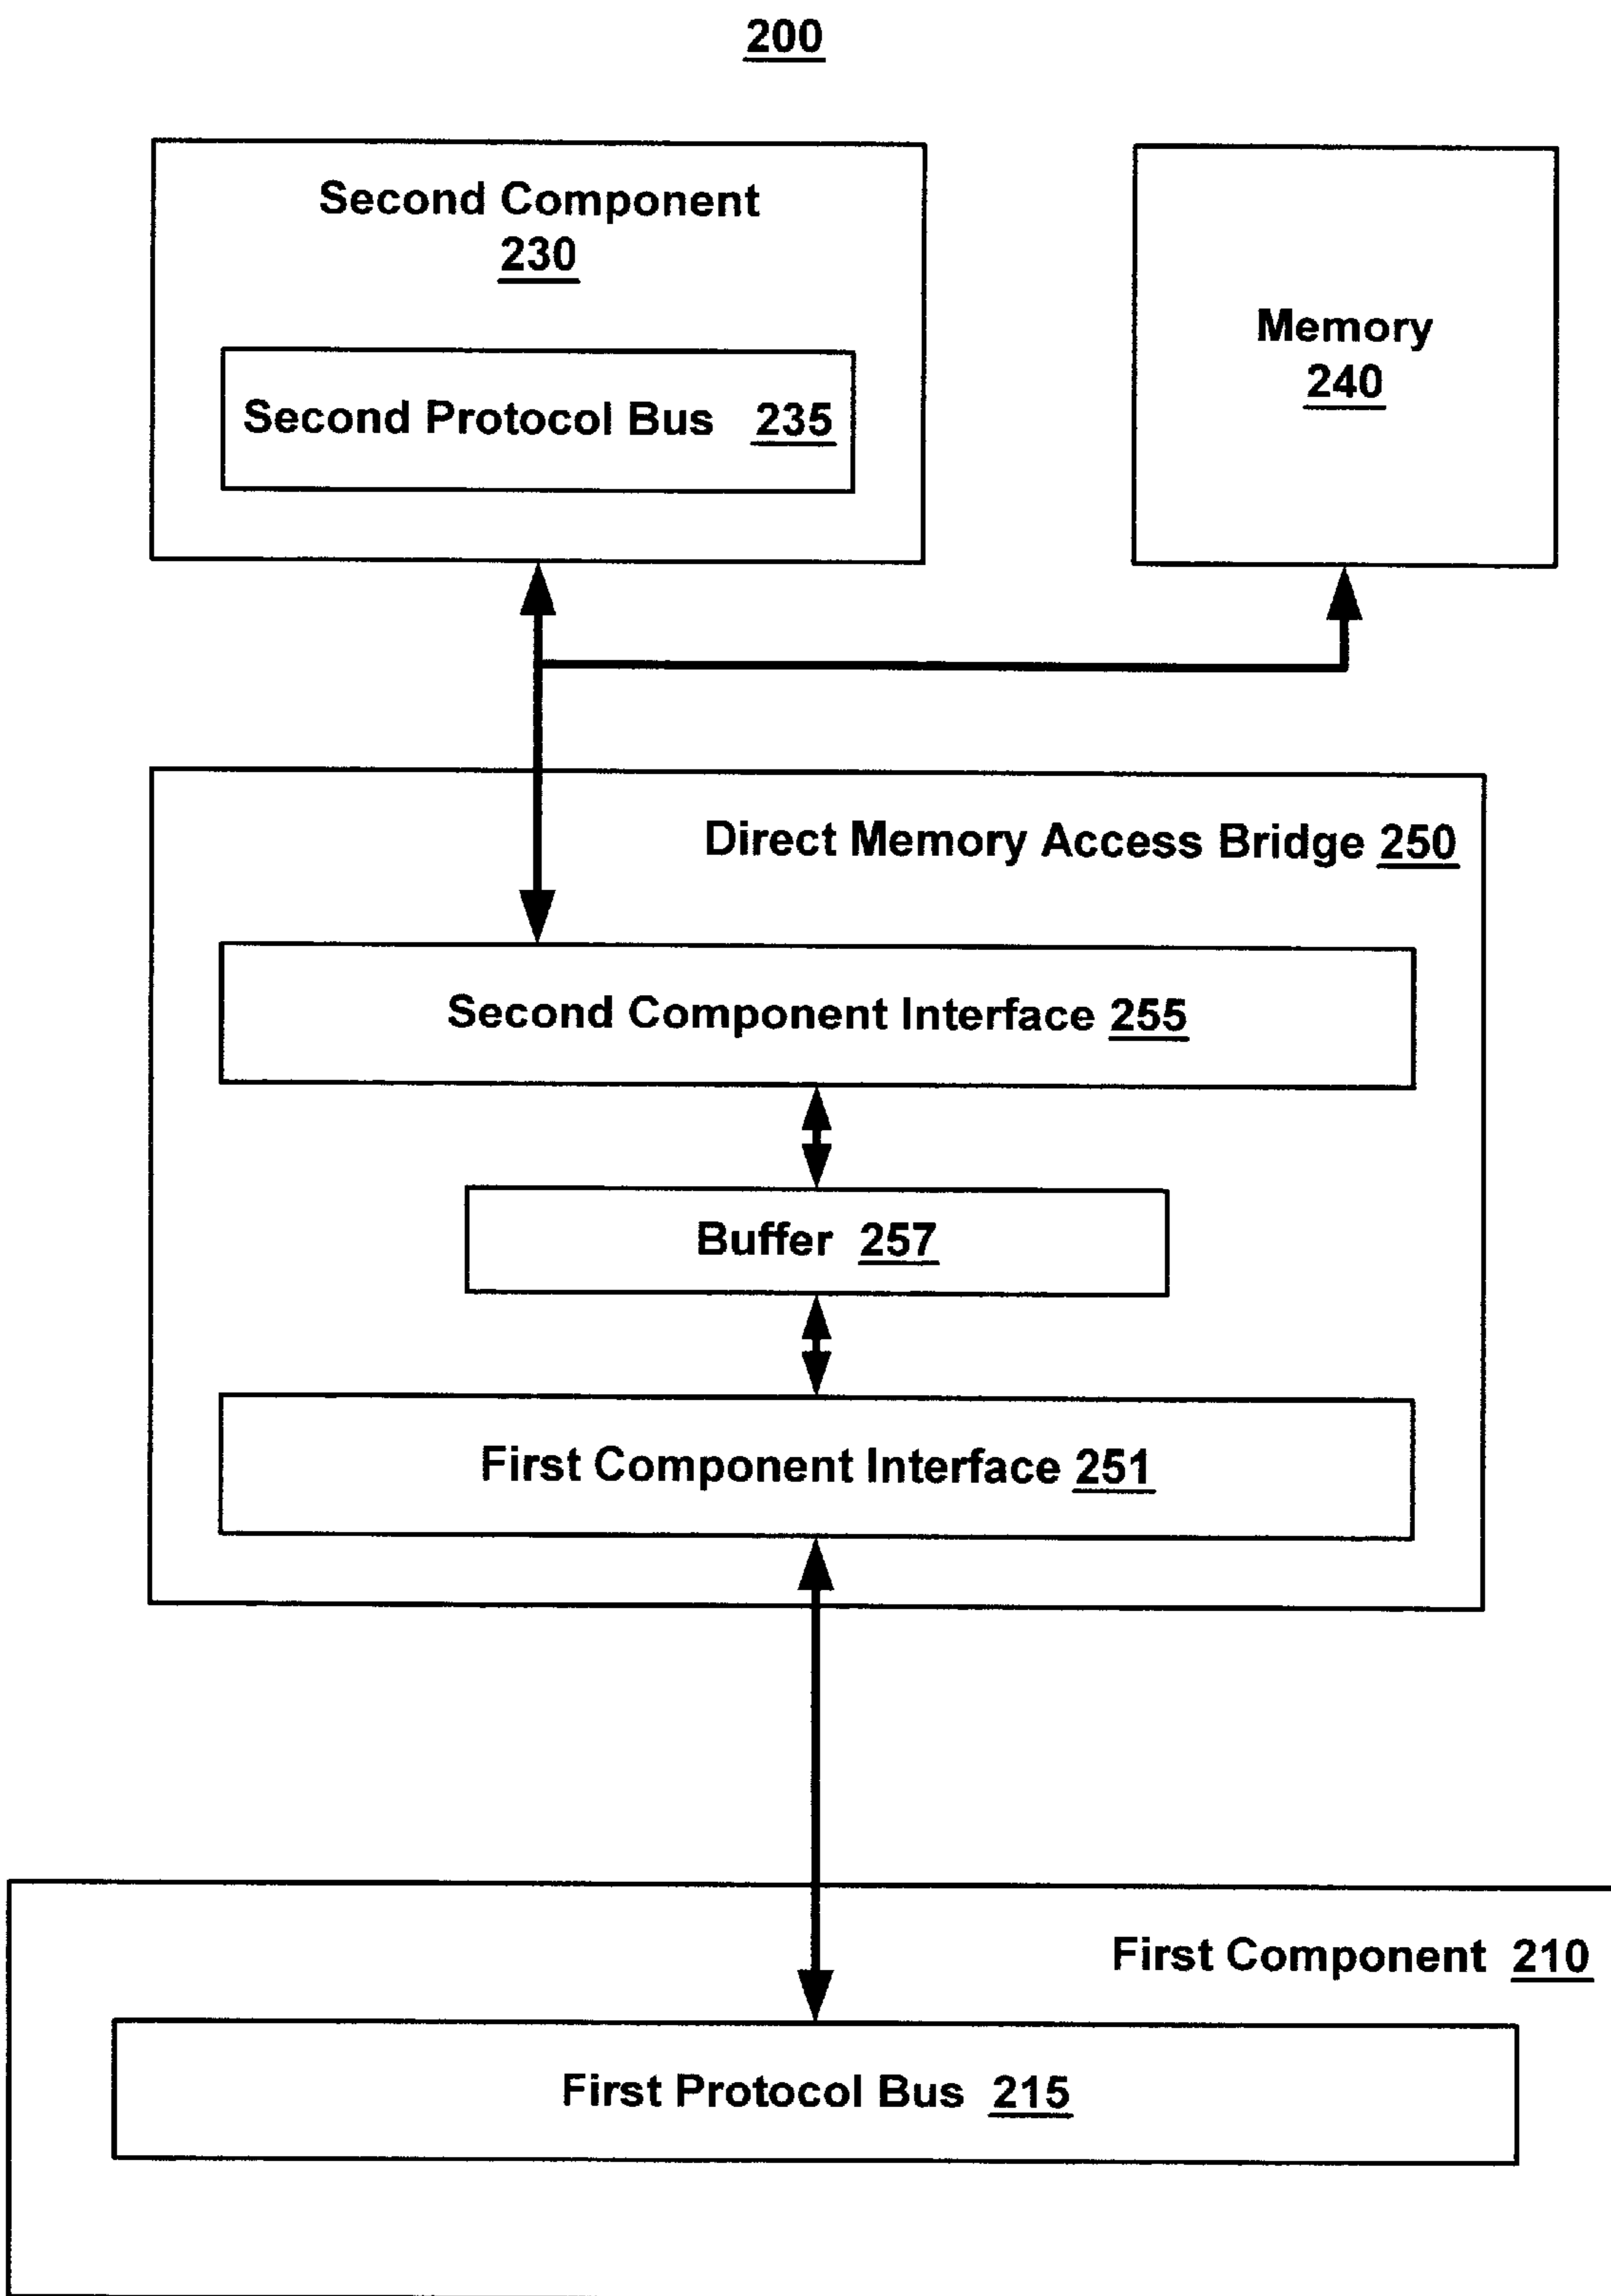 200
Second Component
230
Second Protocol Bus 235
Memory
240
Direct Memory Access Bridge 250
Second Component Interface 255
Buffer 257
First Component Interface 251
First Component 210
First Protocol Bus 215